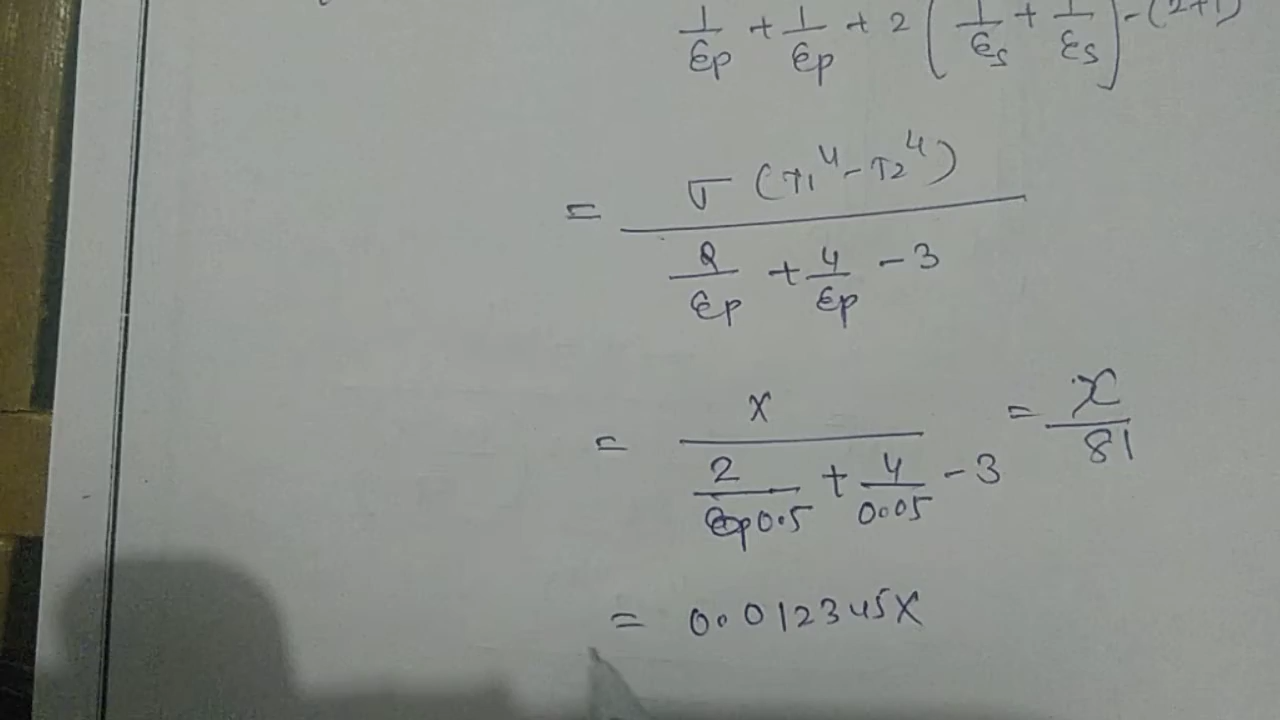 1/εp + 1/εp + 2 (1/εs + 1/εs) - (2+1)
= σ (T1⁴ - T2⁴) / (2/εp + 4/εp - 3)
= x / (2/0.5 + 4/0.05 - 3) = x/81
= 0.012345x